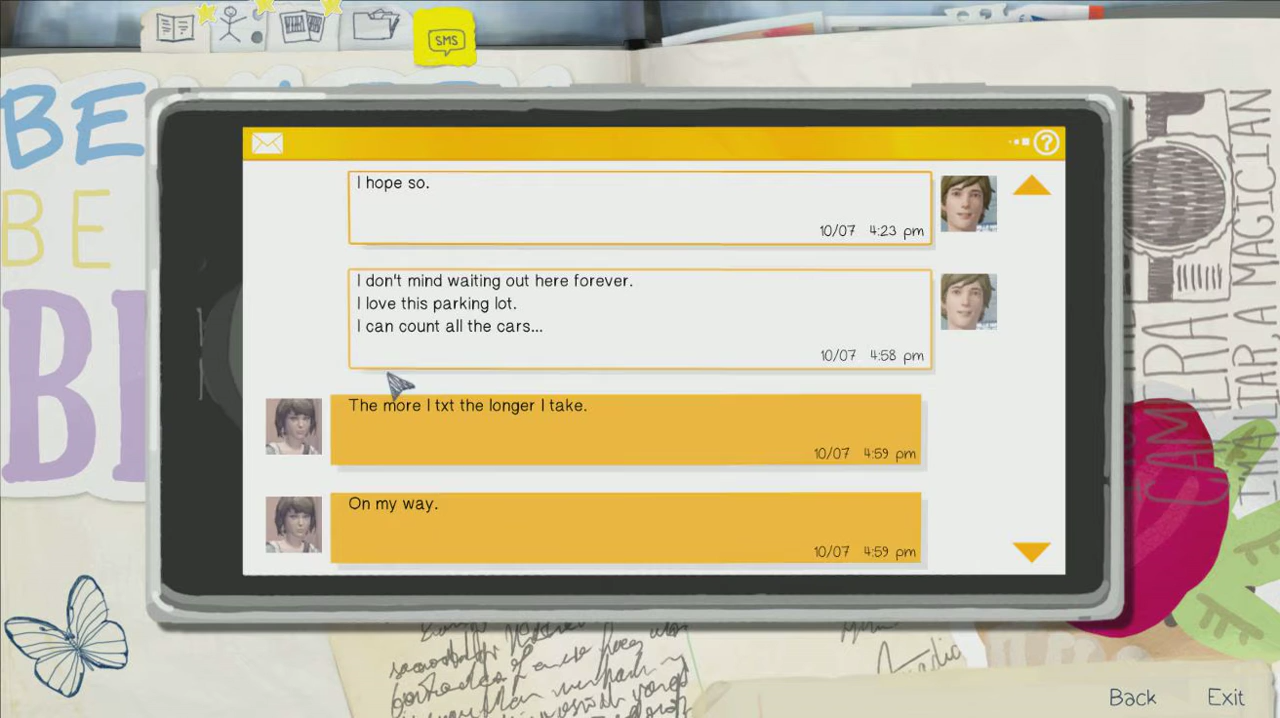 SMS
BE
BE
I hope so.
10/07 4:23 pm
I don't mind waiting out here forever.
I love this parking lot.
I can count all the cars...
10/07 4:58 pm
The more I txt the longer I take.
10/07 4:59 pm
On my way.
10/07 4:59 pm
CAMERA
LIAR, A MAGICIAN
Back
Exit